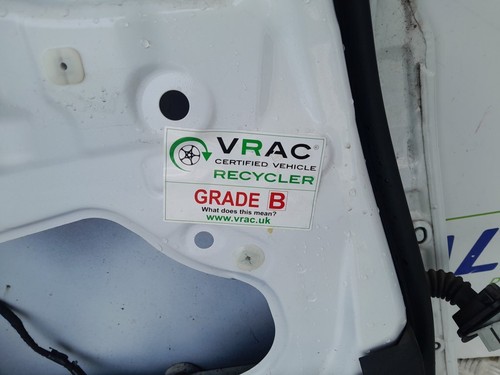 VRAC
CERTIFIED VEHICLE
RECYCLER
GRADE B
What does this mean?
www.vrac.uk